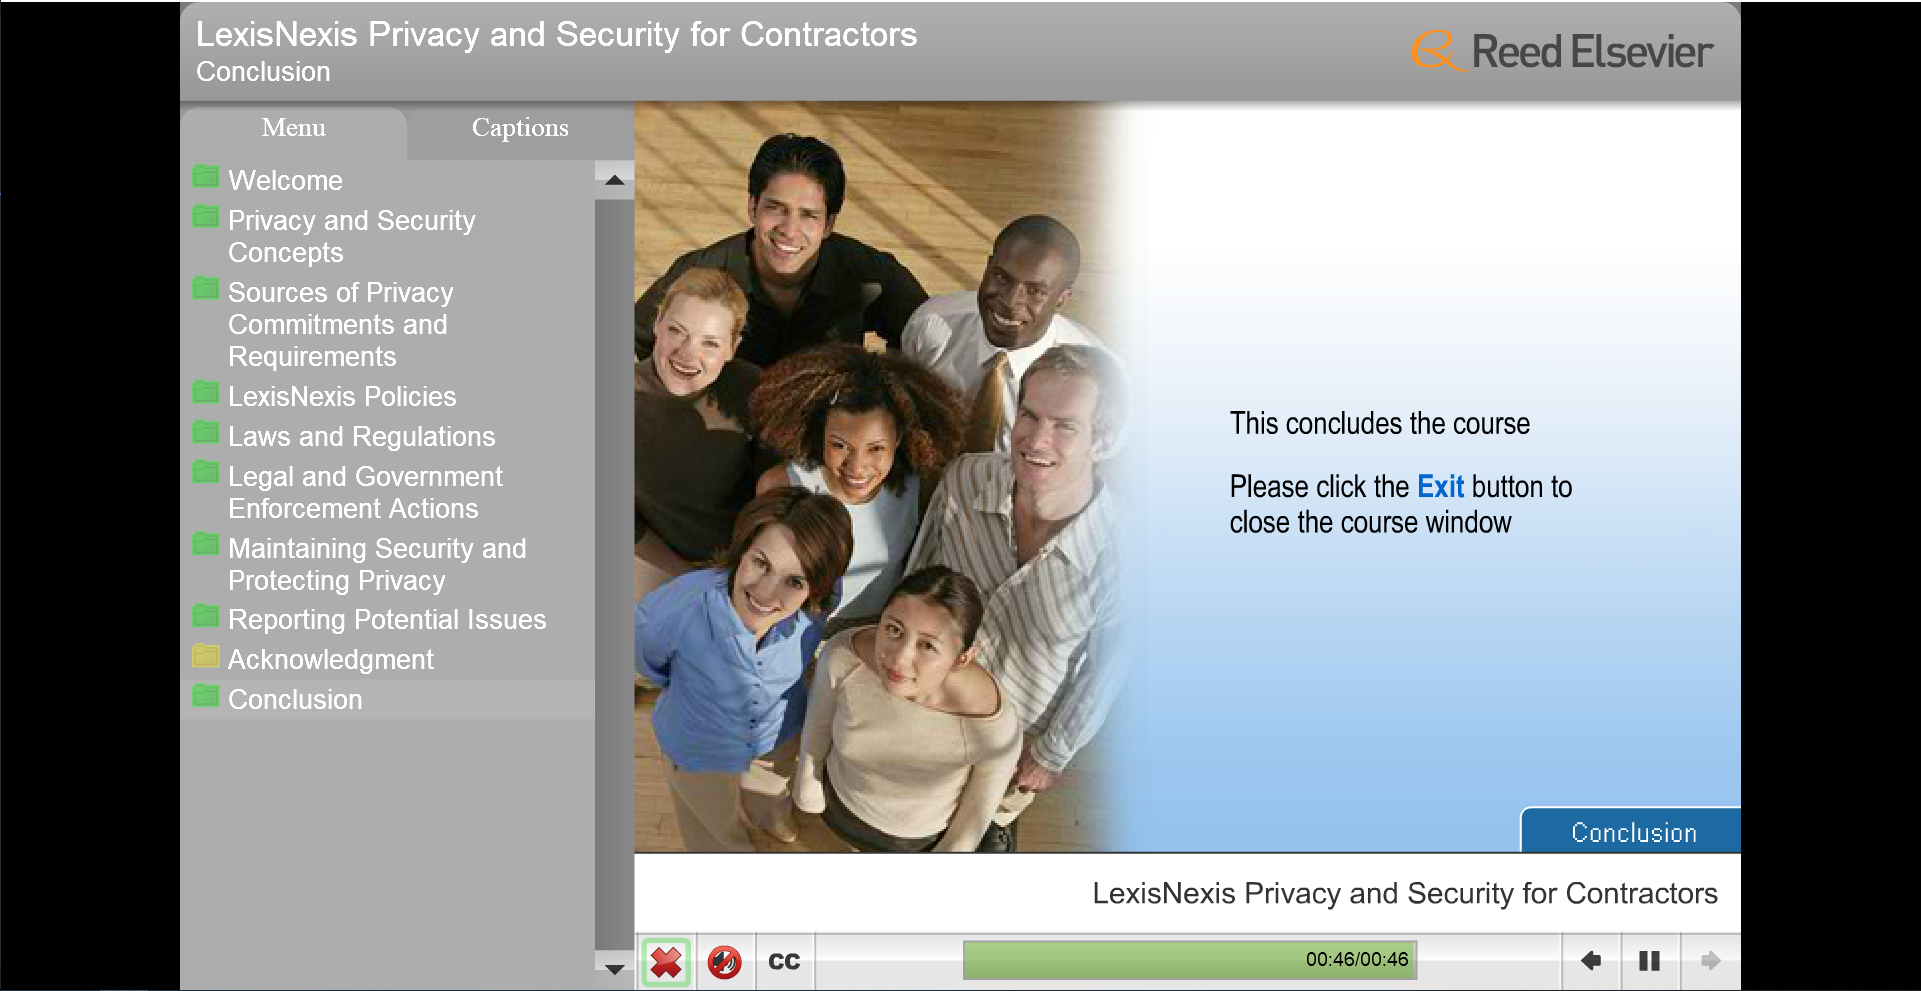 LexisNexis Privacy and Security for Contractors
Conclusion
Reed Elsevier
Menu
Captions
Welcome
Privacy and Security
Concepts
Sources of Privacy
Commitments and
Requirements
LexisNexis Policies
Laws and Regulations
Legal and Government
Enforcement Actions
Maintaining Security and
Protecting Privacy
Reporting Potential Issues
Acknowledgment
Conclusion
This concludes the course
Please click the Exit button to
close the course window
Conclusion
LexisNexis Privacy and Security for Contractors
CC
00:46/00:46